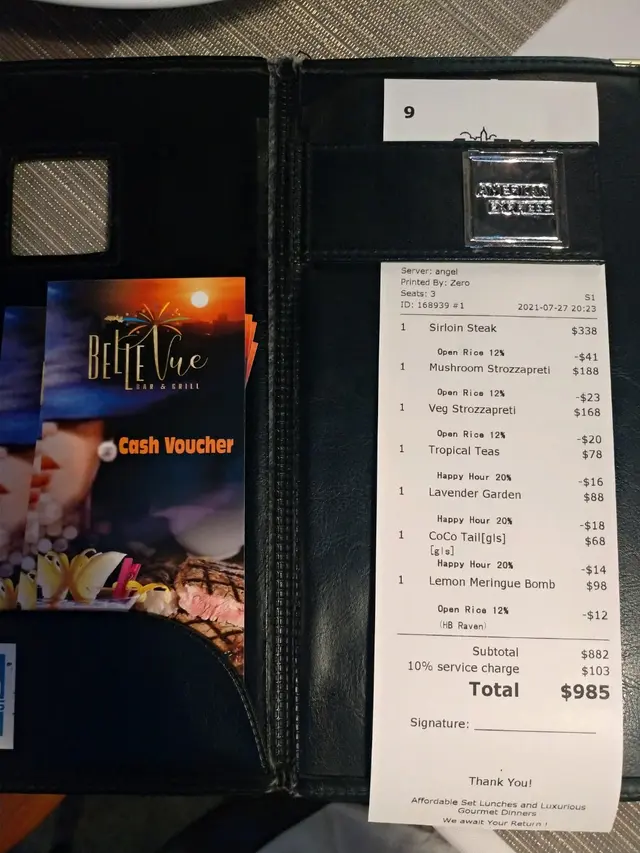 BELLE Vue
BAR & GRILL
Cash Voucher
9
AMERICAN
EXPRESS
Server: angel
Printed By: Zero
Seats: 3
S1
ID: 168939 #1 2021-07-27 20:23
1 Sirloin Steak $338
Open Rice 12% -$41
1 Mushroom Strozzapreti $188
Open Rice 12% -$23
1 Veg Strozzapreti $168
Open Rice 12% -$20
1 Tropical Teas $78
Happy Hour 20% -$16
1 Lavender Garden $88
Happy Hour 20% -$18
1 CoCo Tail[gls] $68
[gls]
Happy Hour 20% -$14
1 Lemon Meringue Bomb $98
Open Rice 12% -$12
(HB Raven)
Subtotal $882
10% service charge $103
Total $985
Signature:
Thank You!
Affordable Set Lunches and Luxurious
Gourmet Dinners
We await Your Return !